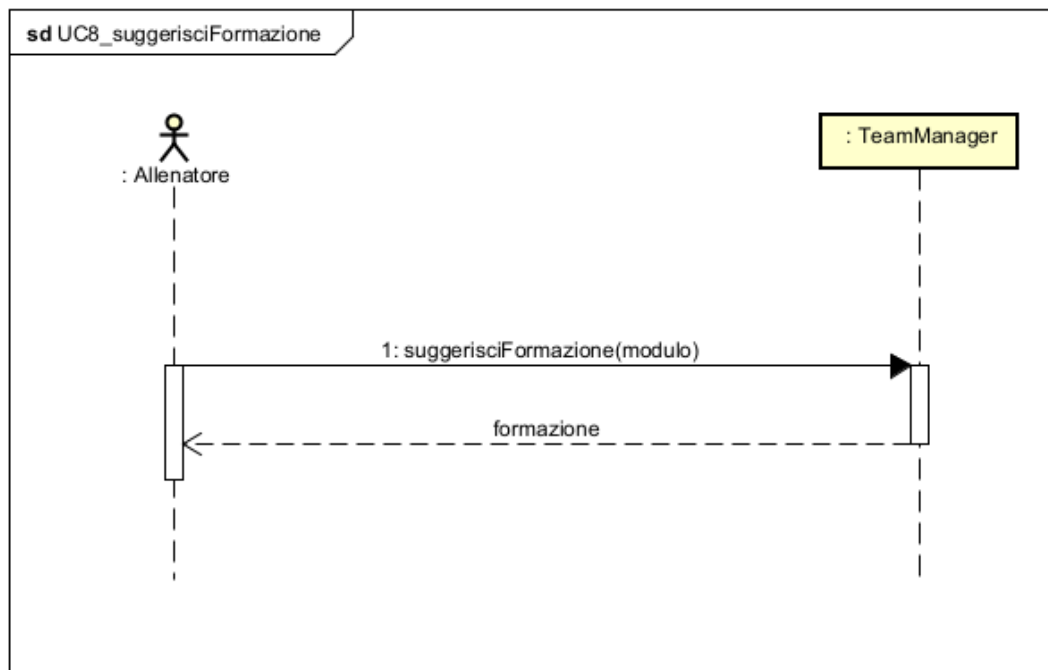 sd UC8_suggerisciFormazione
: Allenatore
: TeamManager
1: suggerisciFormazione(modulo)
formazione